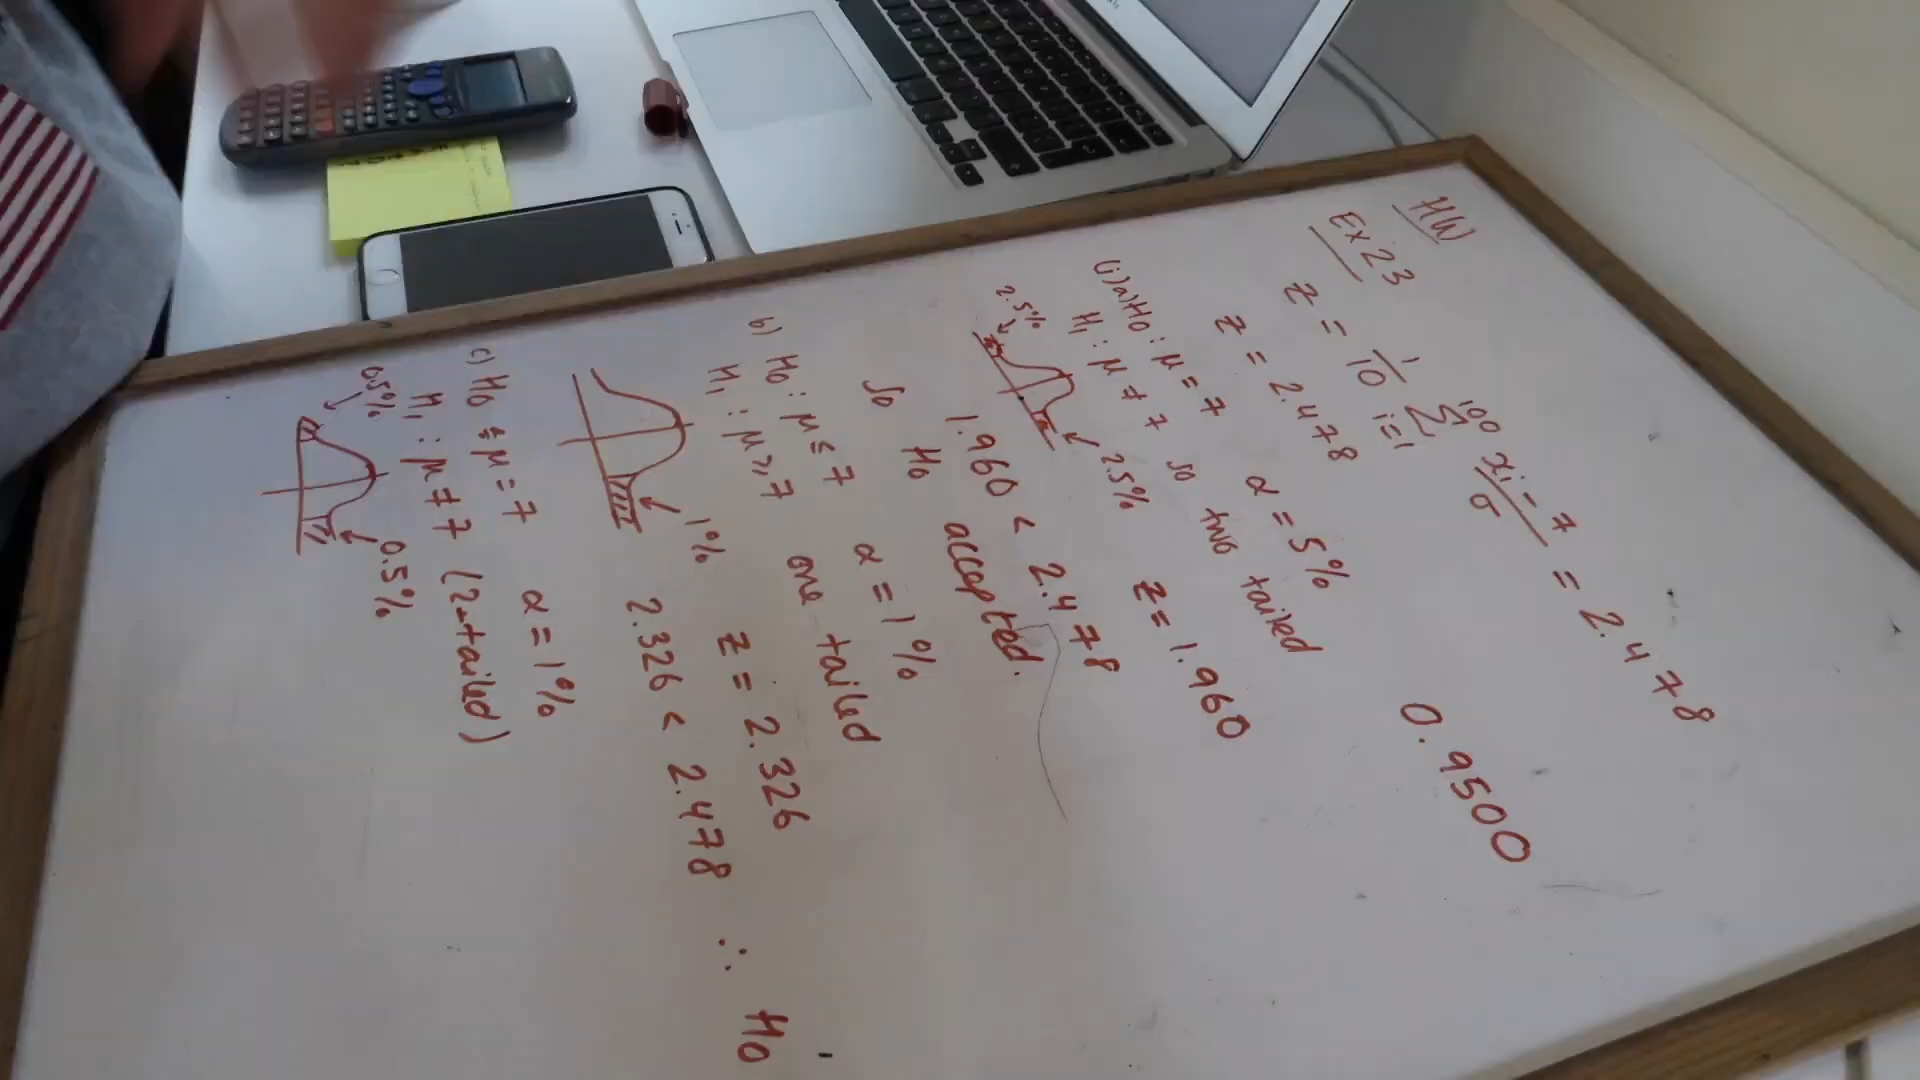 HW
Ex 23
z = 1/10 100 Σ i=1 xi - 7 / σ = 2.478
z = 2.478
0.9500
(i) a) H0 : μ = 7 α = 5%
H1 : μ ≠ 7 so two tailed
2.5% 2.5% z = 1.960
1.960 < 2.478
So H0 accepted.
b) H0 : μ ≤ 7 α = 1%
H1 : μ > 7 one tailed
1% z = 2.326
2.326 < 2.478 ∴ H0
c) H0 : μ = 7 α = 1%
H1 : μ ≠ 7 (2-tailed)
0.5% 0.5%